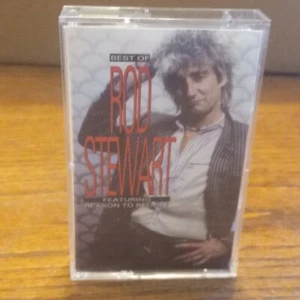 BEST OF
ROD
STEWART
FEATURING
REASON TO BELIEVE